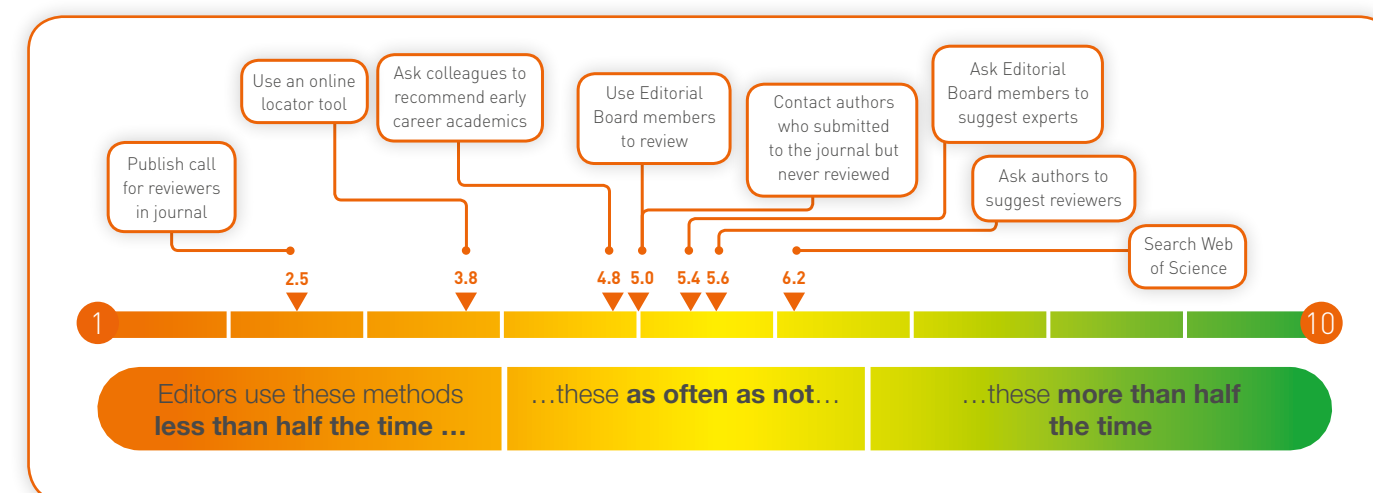 Publish call
for reviewers
in journal
Use an online
locator tool
Ask colleagues to
recommend early
career academics
Use Editorial
Board members
to review
Contact authors
who submitted
to the journal but
never reviewed
Ask Editorial
Board members to
suggest experts
Ask authors to
suggest reviewers
Search Web
of Science
2.5
3.8
4.8
5.0
5.4
5.6
6.2
1
10
Editors use these methods
less than half the time ...
...these as often as not...
...these more than half
the time